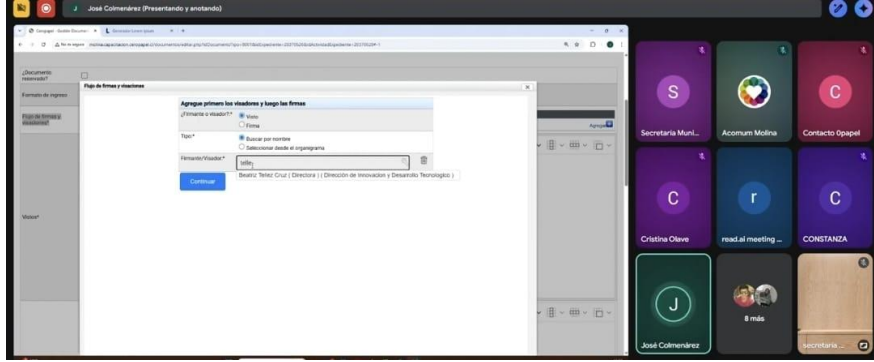 J José Colmenárez (Presentando y anotando)
¿Documento reservado?
Formato de egreso
Flujo de firmas y visaciones*
Vistos*
Flujo de firmas y visaciones
x
Agregue primero los visadores y luego las firmas
¿Firmante o visador?:*
Visto
Firma
Tipo:*
Buscar por nombre
Seleccionar desde el organigrama
Firmante/Visador:*
telle
Beatriz Tellez Cruz ( Directora ) ( Dirección de Innovacion y Desarrollo Tecnologico )
Continuar
Agregar
S
Secretaria Muni...
Acomum Molina
C
Contacto 0papel
C
Cristina Olave
r
read.ai meeting ...
C
CONSTANZA
J
José Colmenárez
8 más
secretaria ...